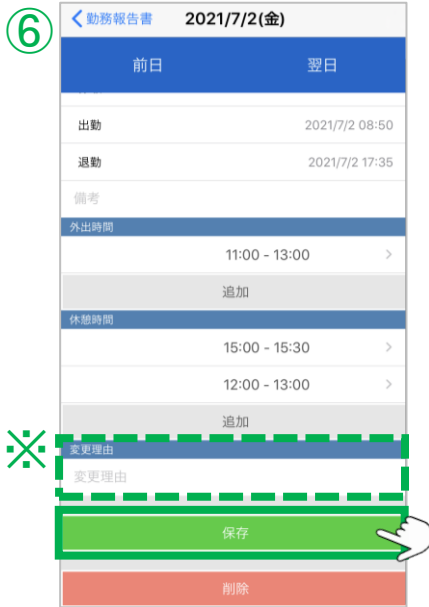 ⑥
勤務報告書 2021/7/2(金)
前日 翌日
出勤 2021/7/2 08:50
退勤 2021/7/2 17:35
備考
外出時間
11:00 - 13:00
追加
休憩時間
15:00 - 15:30
12:00 - 13:00
追加
※
変更理由
変更理由
保存
削除